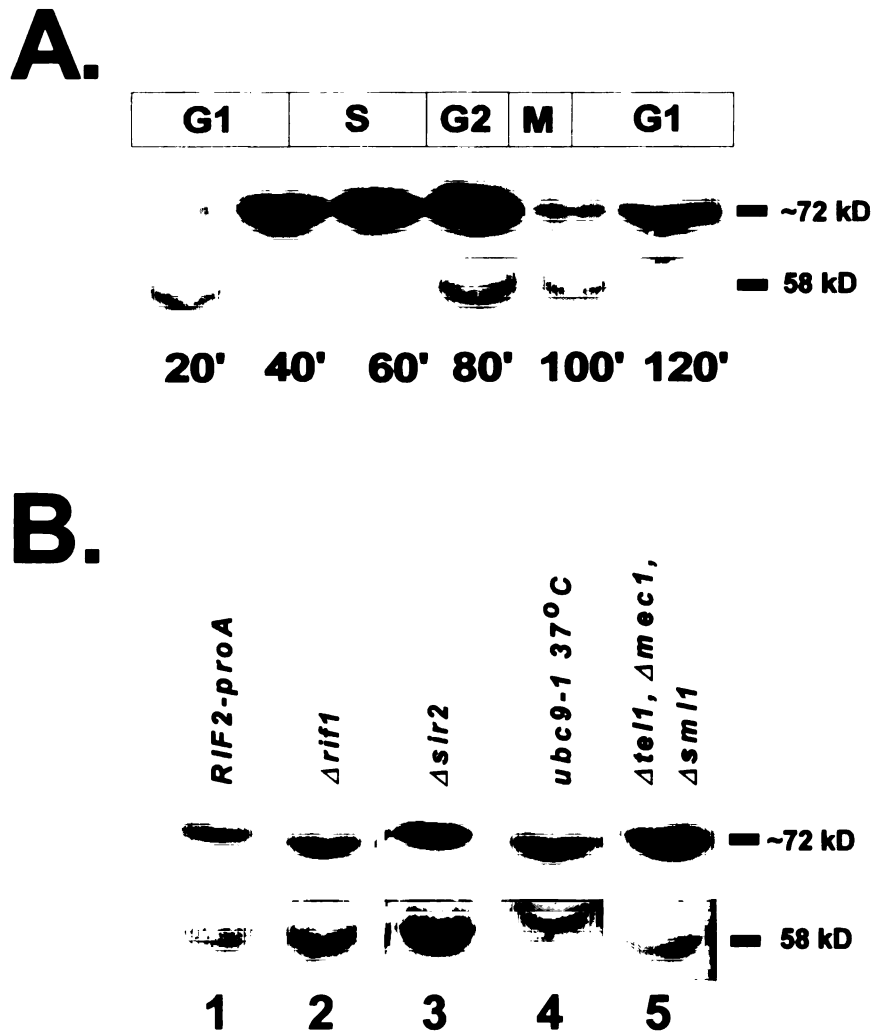 A.
G1 S G2 M G1
~72 kD
58 kD
20' 40' 60' 80' 100' 120'
B.
RIF2-proA
Δrif1
Δsir2
ubc9-1 37°C
Δtel1, Δmec1,
Δsml1
~72 kD
58 kD
1 2 3 4 5